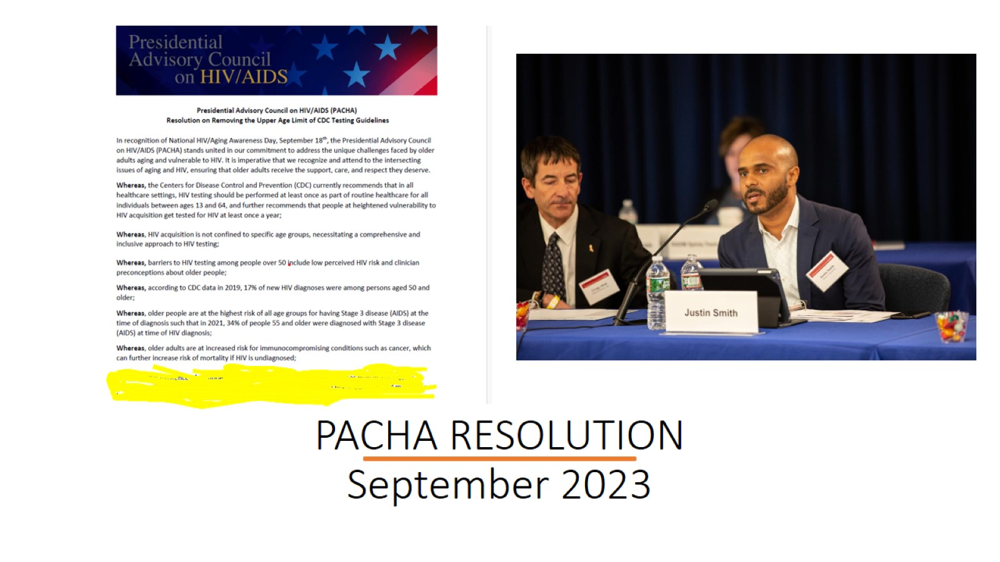 Presidential
Advisory Council
on HIV/AIDS
Presidential Advisory Council on HIV/AIDS (PACHA)
Resolution on Removing the Upper Age Limit of CDC Testing Guidelines
In recognition of National HIV/Aging Awareness Day, September 18th, the Presidential Advisory Council
on HIV/AIDS (PACHA) stands united in our commitment to address the unique challenges faced by older
adults aging and vulnerable to HIV. It is imperative that we recognize and attend to the intersecting
issues of aging and HIV, ensuring that older adults receive the support, care, and respect they deserve.
Whereas, the Centers for Disease Control and Prevention (CDC) currently recommends that in all
healthcare settings, HIV testing should be performed at least once as part of routine healthcare for all
individuals between ages 13 and 64, and further recommends that people at heightened vulnerability to
HIV acquisition get tested for HIV at least once a year;
Whereas, HIV acquisition is not confined to specific age groups, necessitating a comprehensive and
inclusive approach to HIV testing;
Whereas, barriers to HIV testing among people over 50 include low perceived HIV risk and clinician
preconceptions about older people;
Whereas, according to CDC data in 2019, 17% of new HIV diagnoses were among persons aged 50 and
older;
Whereas, older people are at the highest risk of all age groups for having Stage 3 disease (AIDS) at the
time of diagnosis such that in 2021, 34% of people 55 and older were diagnosed with Stage 3 disease
(AIDS) at time of HIV diagnosis;
Whereas, older adults are at increased risk for immunocompromising conditions such as cancer, which
can further increase risk of mortality if HIV is undiagnosed;
Justin Smith
Justin Smith
PACHA RESOLUTION
September 2023